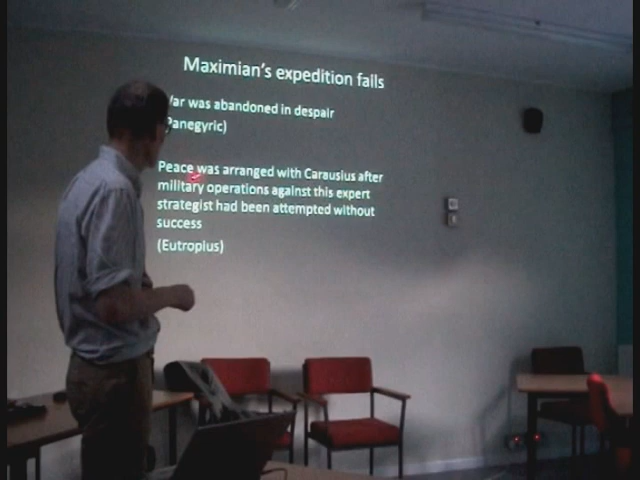 Maximian's expedition fails
War was abandoned in despair
(Panegyric)
Peace was arranged with Carausius after
military operations against this expert
strategist had been attempted without
success
(Eutropius)